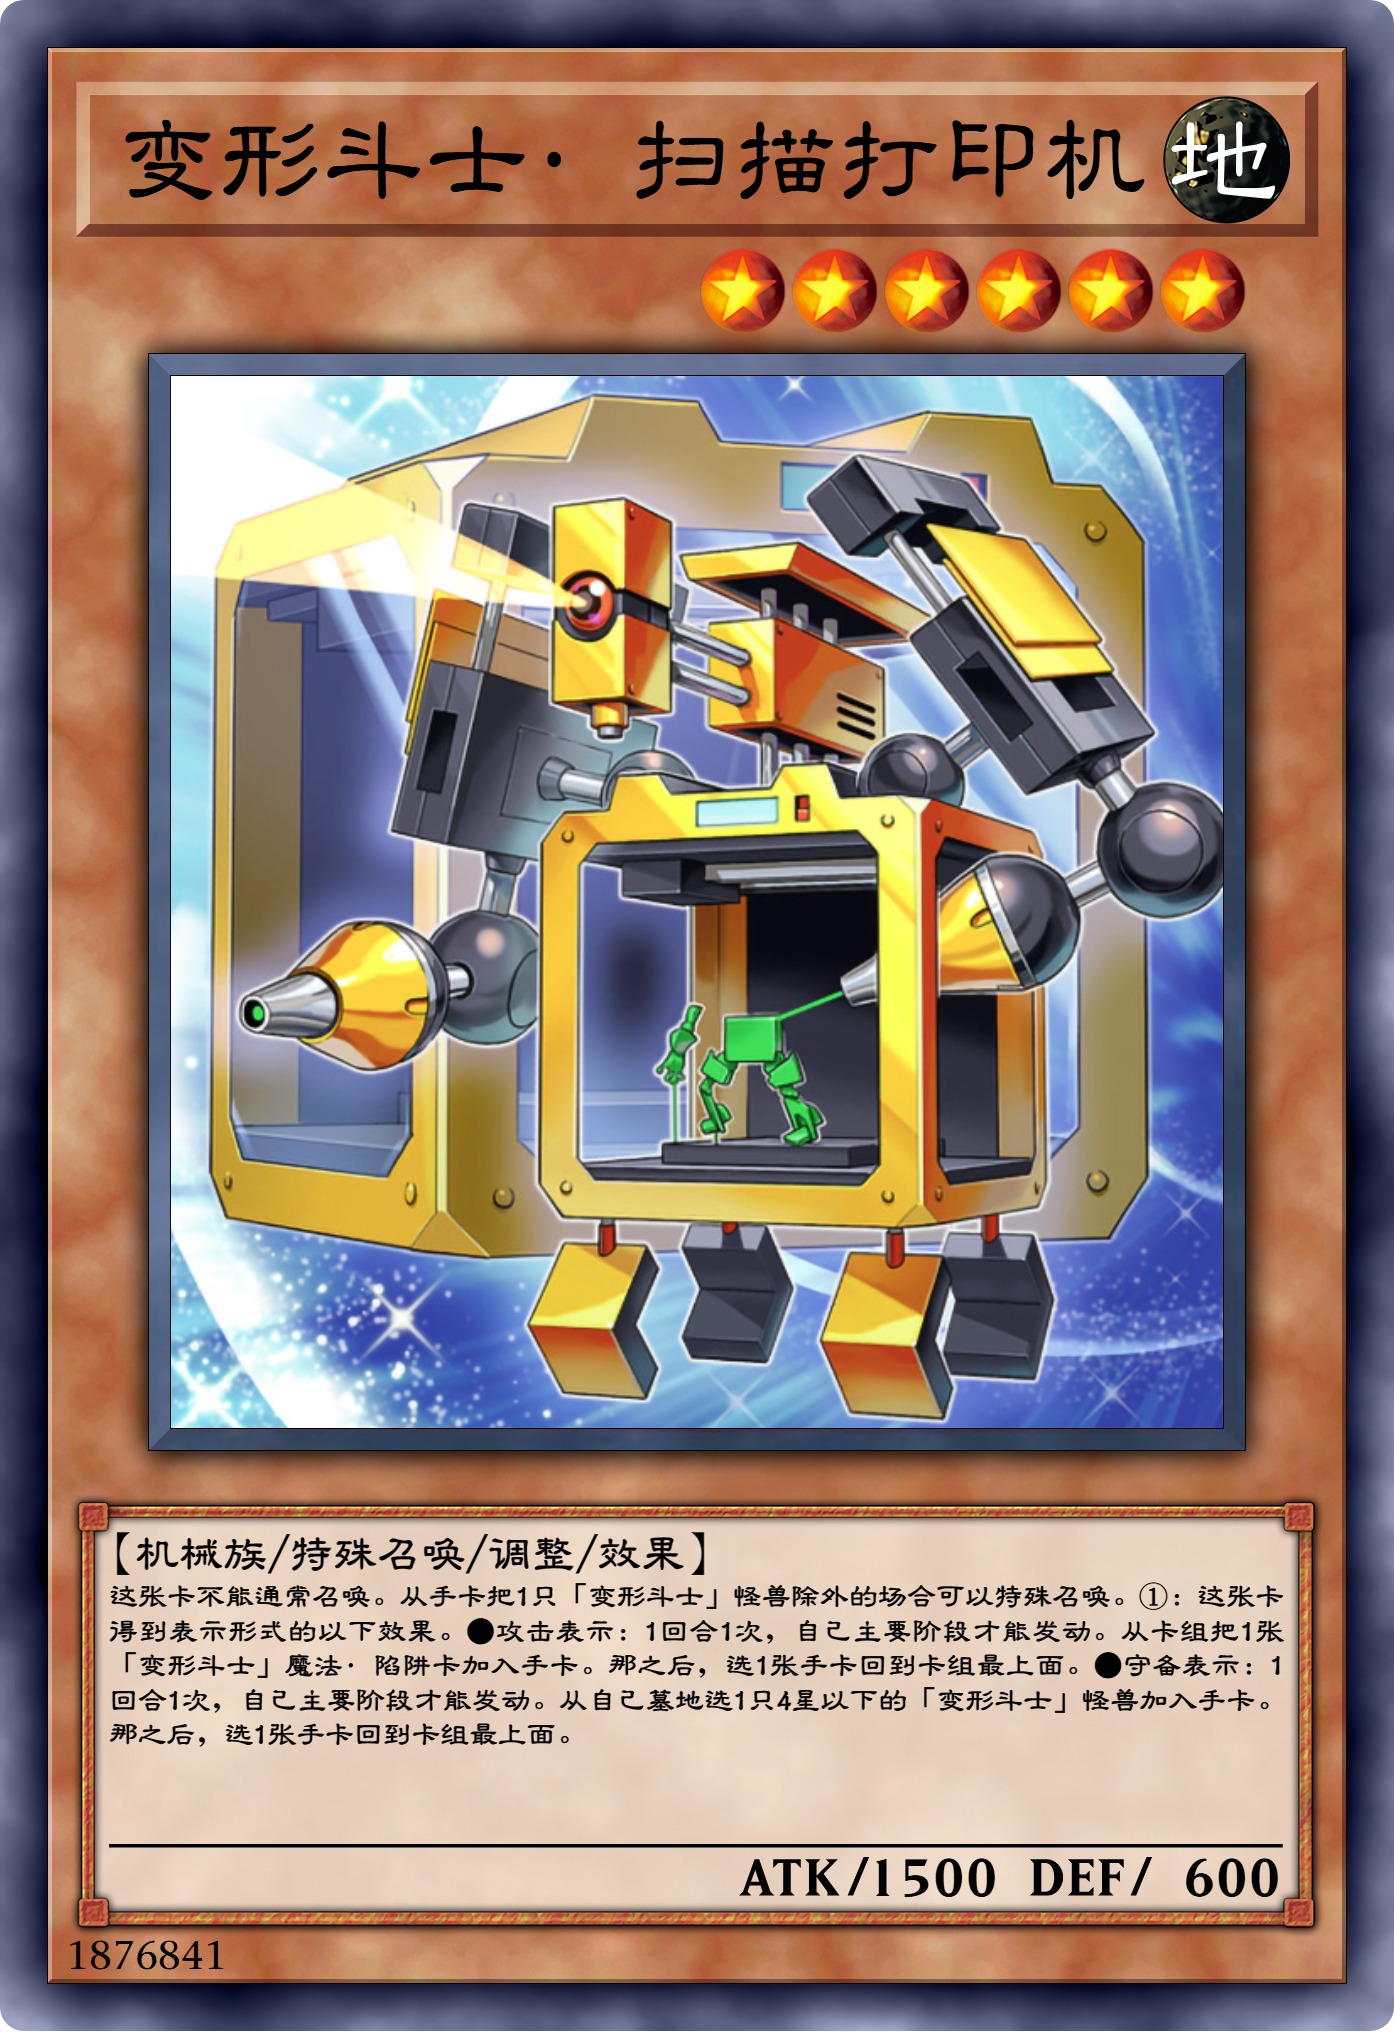 变形斗士·扫描打印机 地
【机械族/特殊召唤/调整/效果】
这张卡不能通常召唤。从手卡把1只「变形斗士」怪兽除外的场合可以特殊召唤。①：这张卡
得到表示形式的以下效果。●攻击表示：1回合1次，自己主要阶段才能发动。从卡组把1张
「变形斗士」魔法·陷阱卡加入手卡。那之后，选1张手卡回到卡组最上面。●守备表示：1
回合1次，自己主要阶段才能发动。从自己墓地选1只4星以下的「变形斗士」怪兽加入手卡。
那之后，选1张手卡回到卡组最上面。
ATK/1500 DEF/ 600
1876841